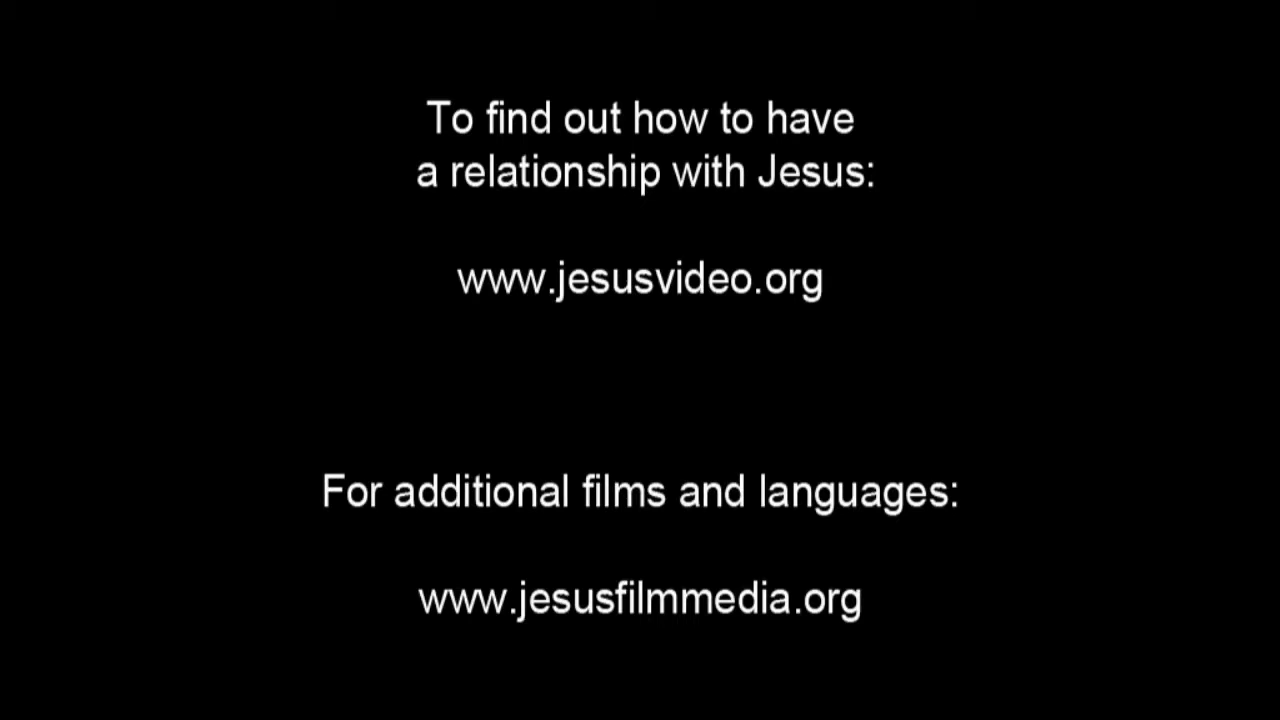 To find out how to have
a relationship with Jesus:
www.jesusvideo.org
For additional films and languages:
www.jesusfilmmedia.org